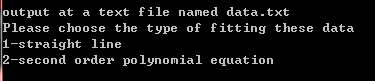 output at a text file named data.txt
Please choose the type of fitting these data
1-straight line
2-second order polynomial equation